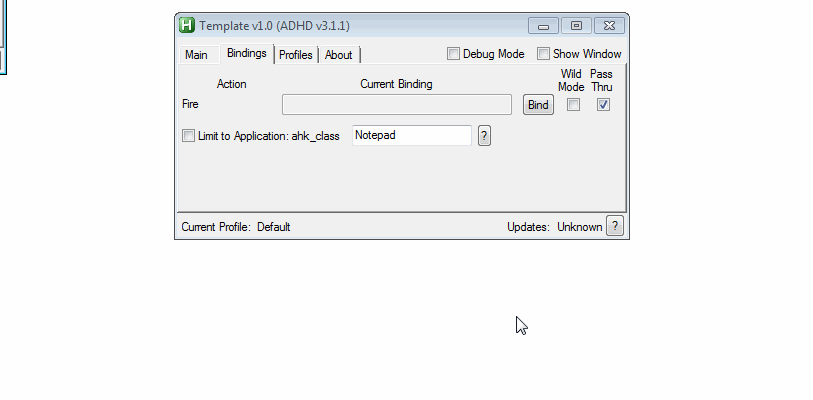 H Template v1.0 (ADHD v3.1.1)
Main Bindings Profiles About Debug Mode Show Window
Action Current Binding Wild Mode Pass Thru
Fire Bind
Limit to Application: ahk_class Notepad ?
Current Profile: Default Updates: Unknown ?